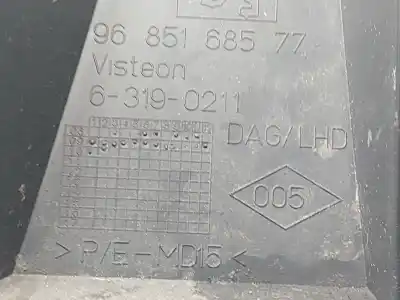 96 851 685 77
Visteon
6-319-0211
DAG/LHD
005
> P/E-MD15 <